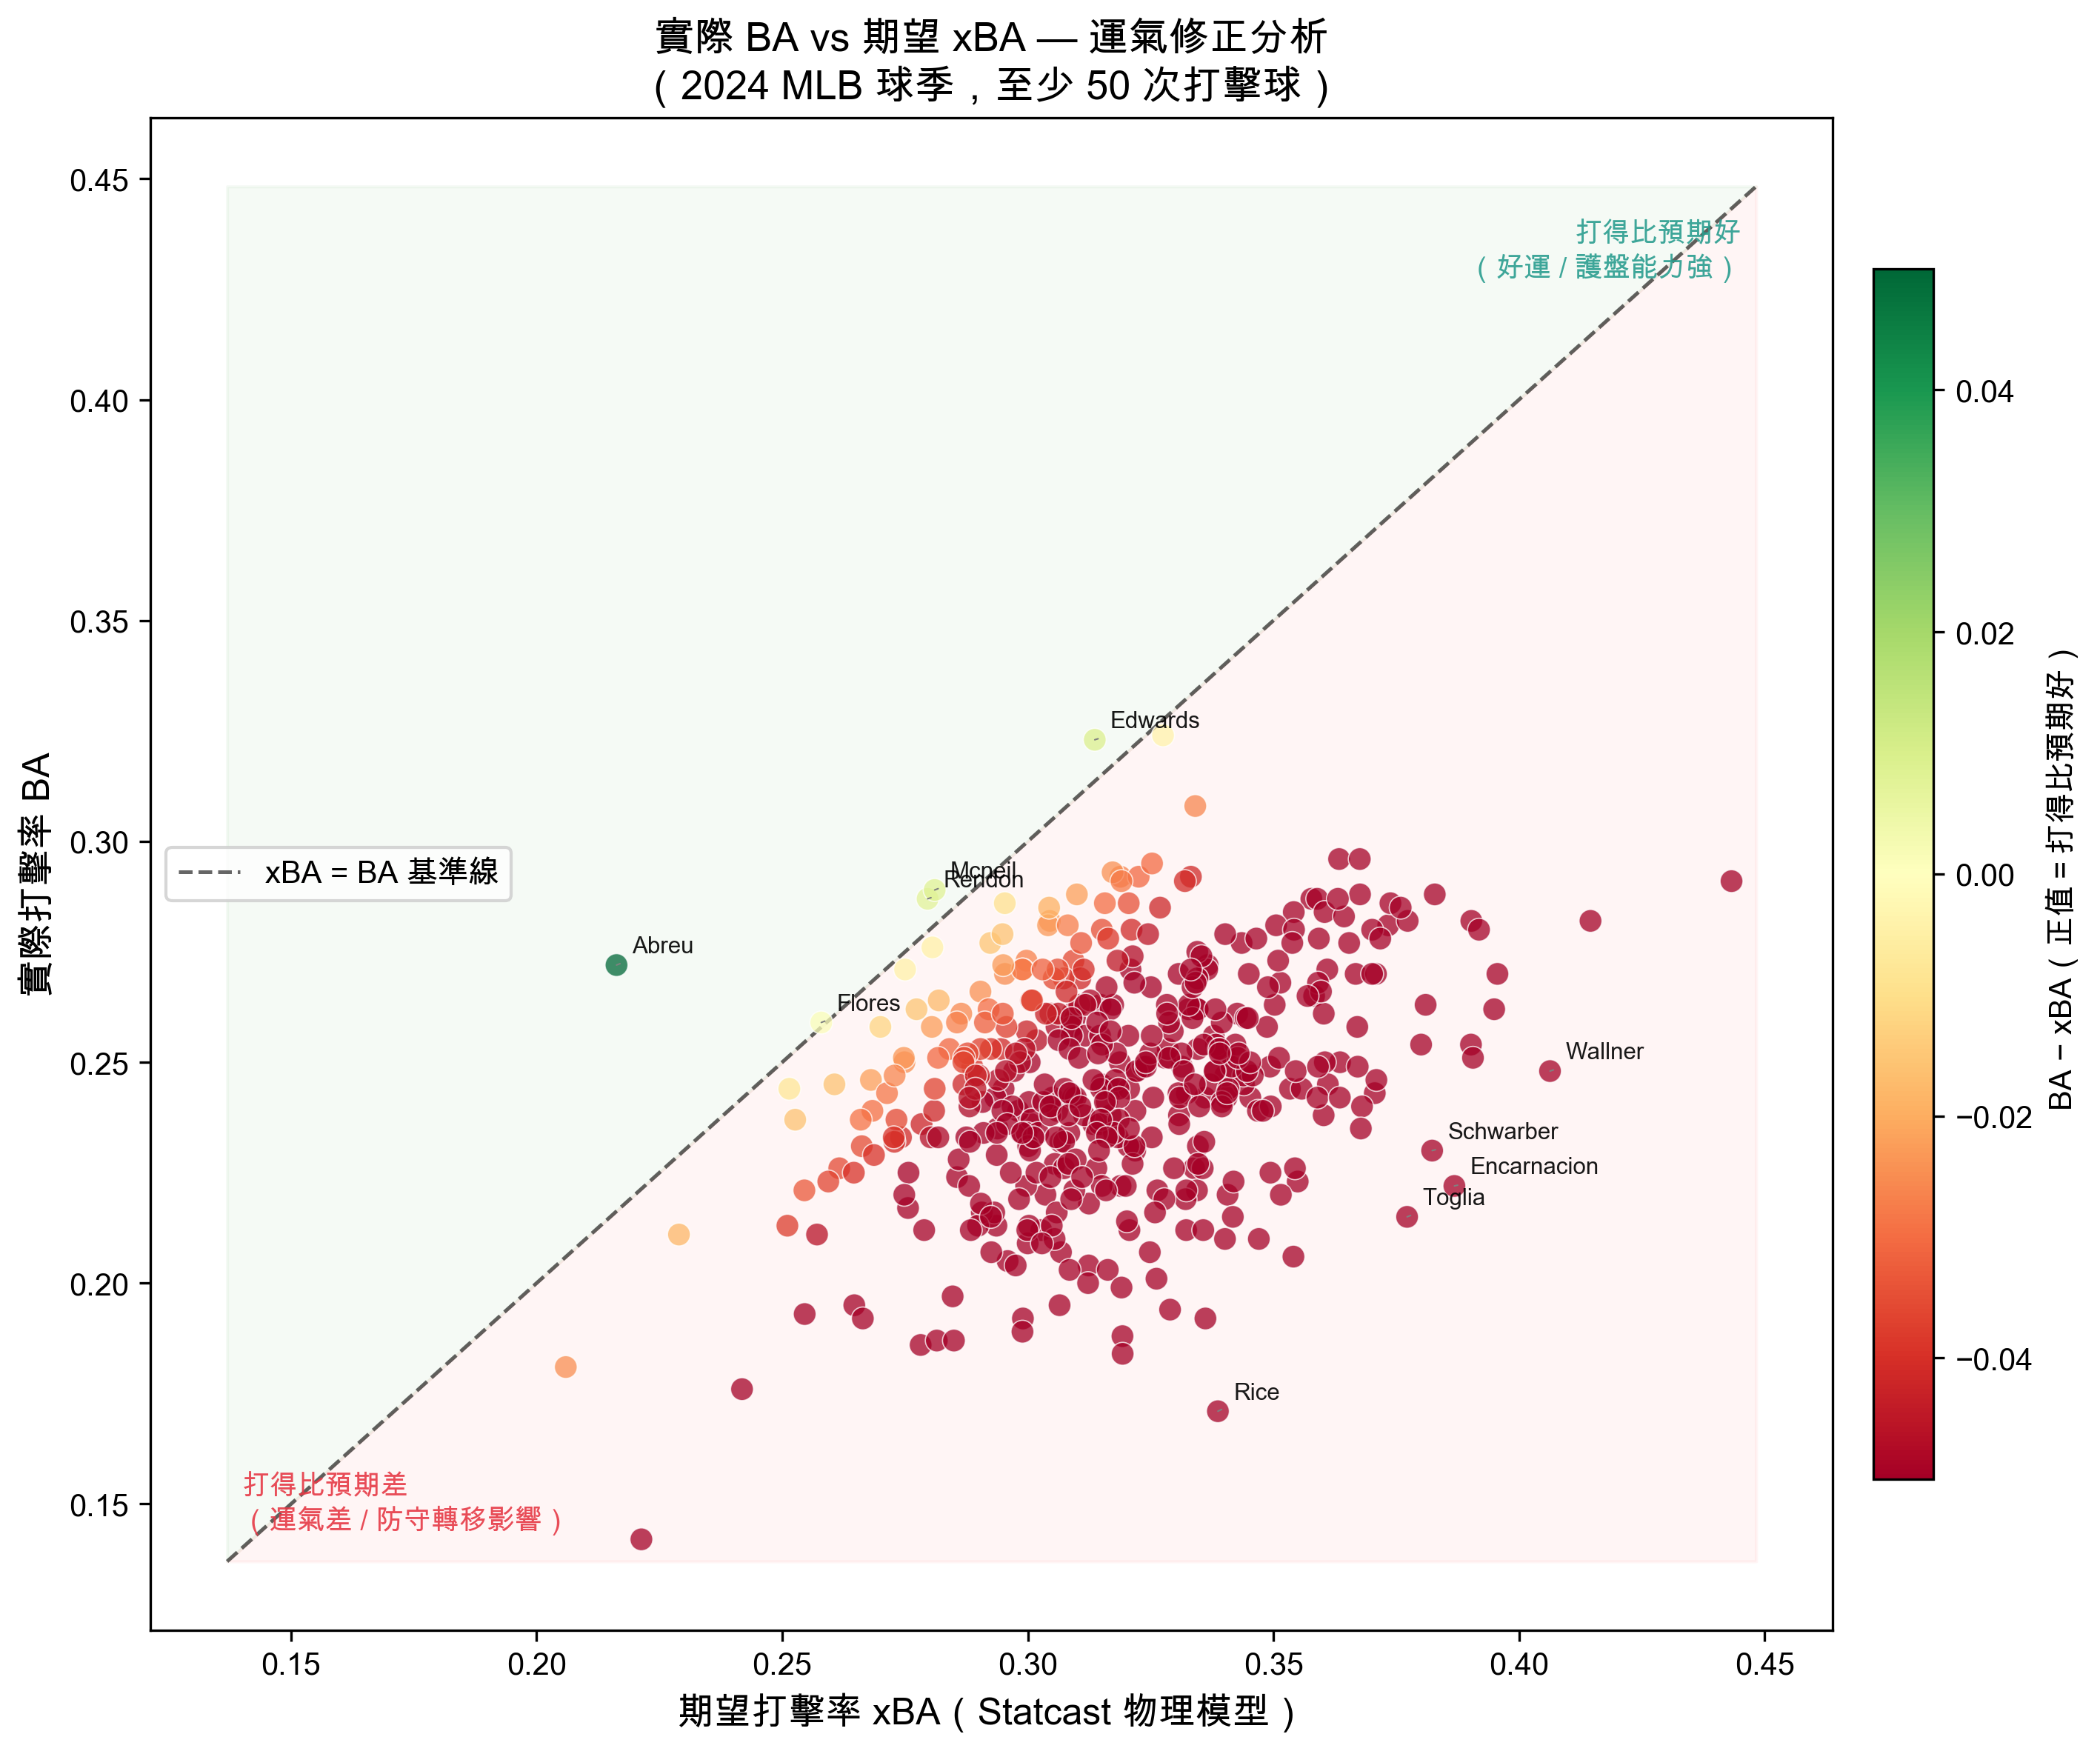 實際 BA vs 期望 xBA — 運氣修正分析
( 2024 MLB 球季 , 至少 50 次打擊球 )
實際打擊率 BA
0.45
0.40
0.35
0.30
0.25
0.20
0.15
打得比預期好
( 好運 / 護盤能力強 )
xBA = BA 基準線
Edwards
Mcneil
Rendon
Abreu
Flores
Wallner
Schwarber
Encarnacion
Toglia
Rice
打得比預期差
( 運氣差 / 防守轉移影響 )
0.15
0.20
0.25
0.30
0.35
0.40
0.45
期望打擊率 xBA ( Statcast 物理模型 )
0.04
0.02
0.00
−0.02
−0.04
BA − xBA ( 正值 = 打得比預期好 )